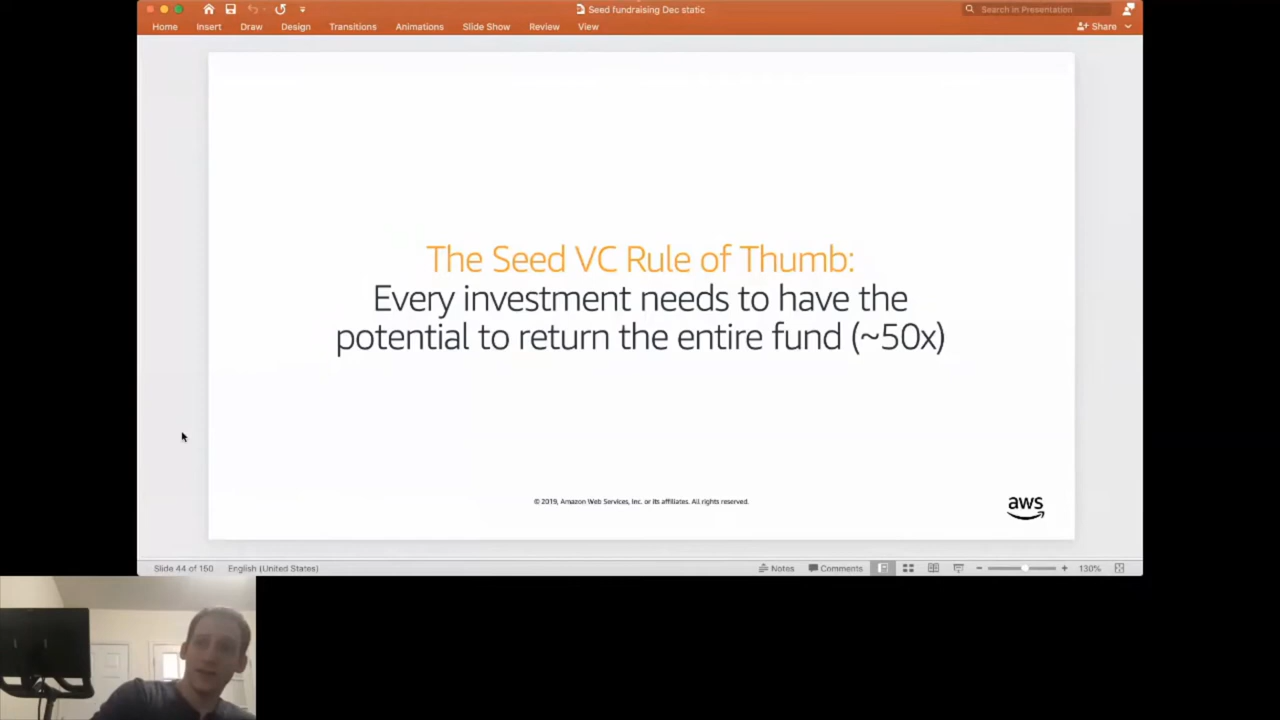 Seed fundraising Dec static
Search in Presentation
Home Insert Draw Design Transitions Animations Slide Show Review View Share
The Seed VC Rule of Thumb:
Every investment needs to have the
potential to return the entire fund (~50x)
© 2019, Amazon Web Services, Inc. or its affiliates. All rights reserved.
aws
Slide 44 of 150 English (United States) Notes Comments 130%